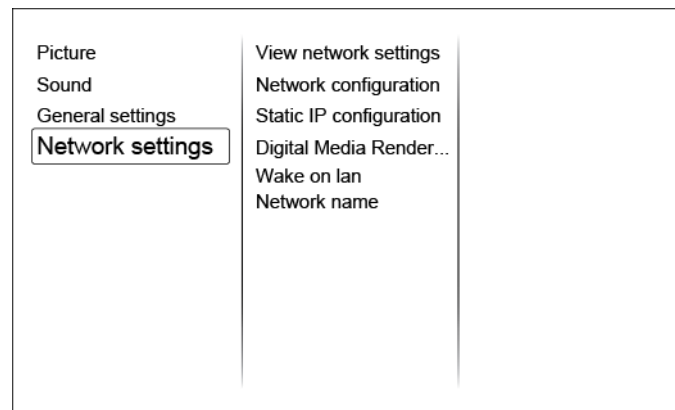 Picture
Sound
General settings
Network settings
View network settings
Network configuration
Static IP configuration
Digital Media Render...
Wake on lan
Network name